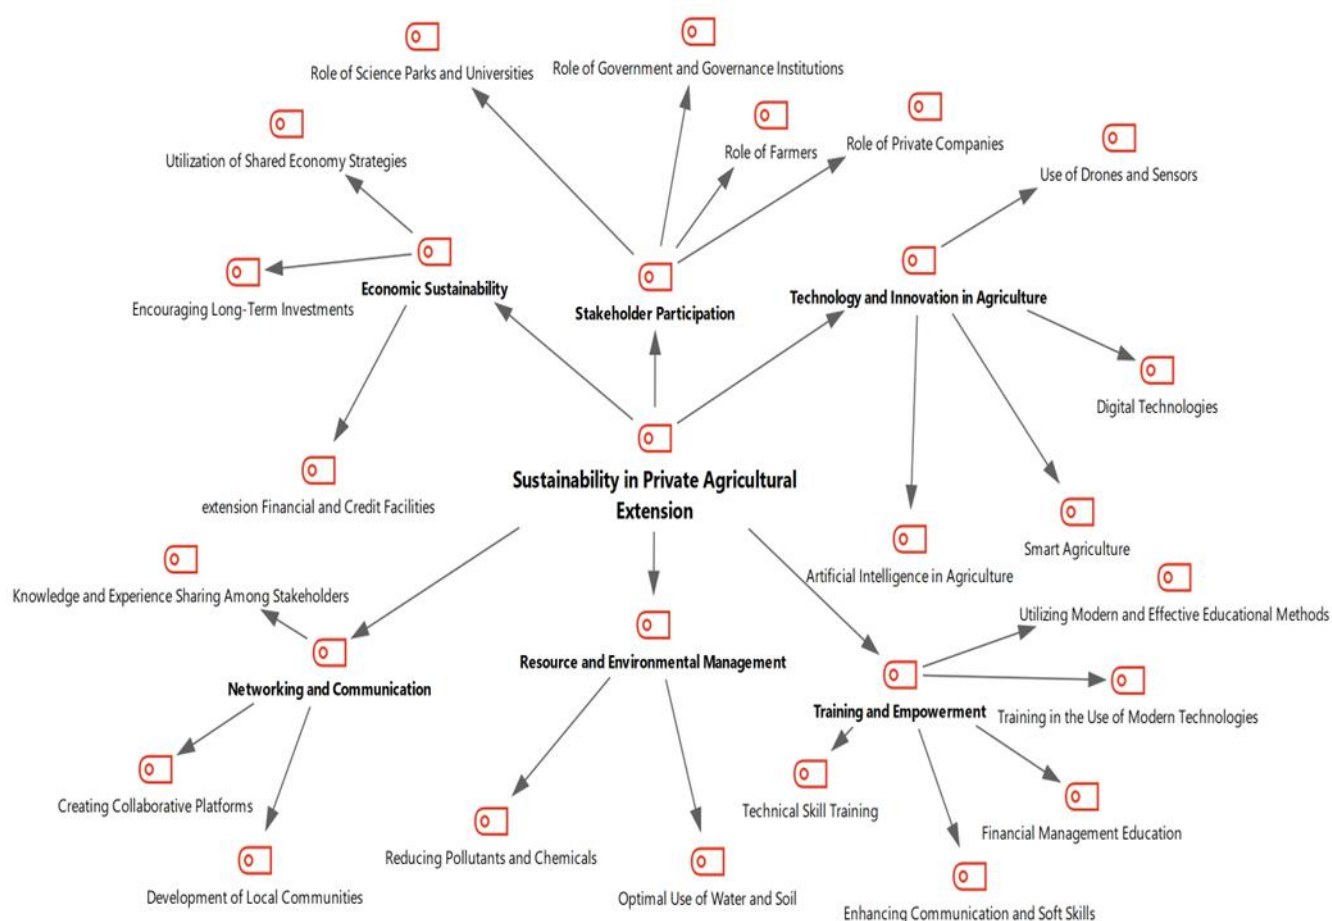 Role of Science Parks and Universities
Role of Government and Governance Institutions
Role of Farmers
Role of Private Companies
Utilization of Shared Economy Strategies
Use of Drones and Sensors
Encouraging Long-Term Investments
Economic Sustainability
Stakeholder Participation
Technology and Innovation in Agriculture
Digital Technologies
Sustainability in Private Agricultural
Extension
extension Financial and Credit Facilities
Smart Agriculture
Artificial Intelligence in Agriculture
Knowledge and Experience Sharing Among Stakeholders
Utilizing Modern and Effective Educational Methods
Networking and Communication
Resource and Environmental Management
Training and Empowerment
Training in the Use of Modern Technologies
Creating Collaborative Platforms
Technical Skill Training
Financial Management Education
Reducing Pollutants and Chemicals
Development of Local Communities
Optimal Use of Water and Soil
Enhancing Communication and Soft Skills